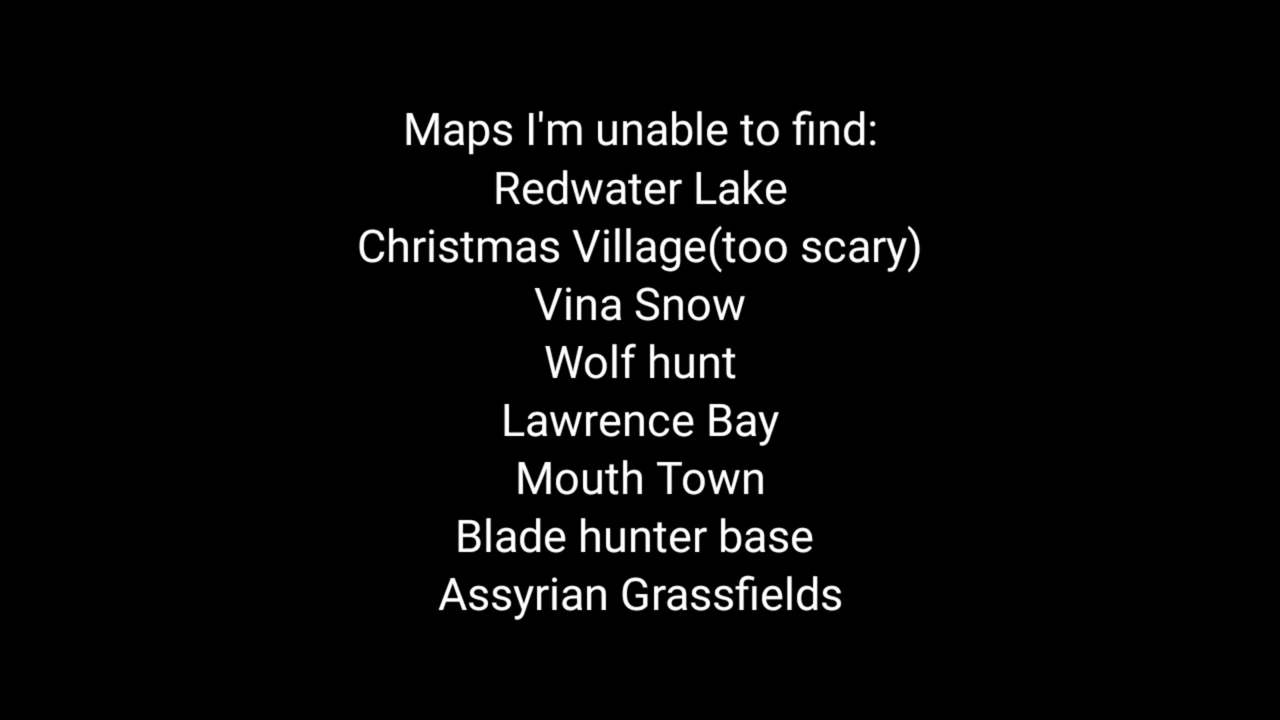 Maps I'm unable to find:
Redwater Lake
Christmas Village(too scary)
Vina Snow
Wolf hunt
Lawrence Bay
Mouth Town
Blade hunter base
Assyrian Grassfields